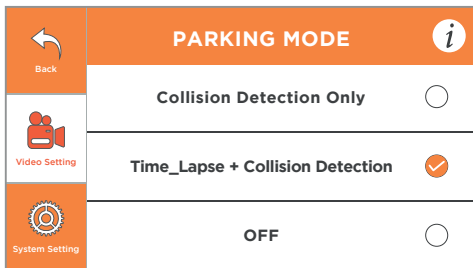 Back
PARKING MODE
i
Collision Detection Only
Video Setting
Time_Lapse + Collision Detection
System Setting
OFF